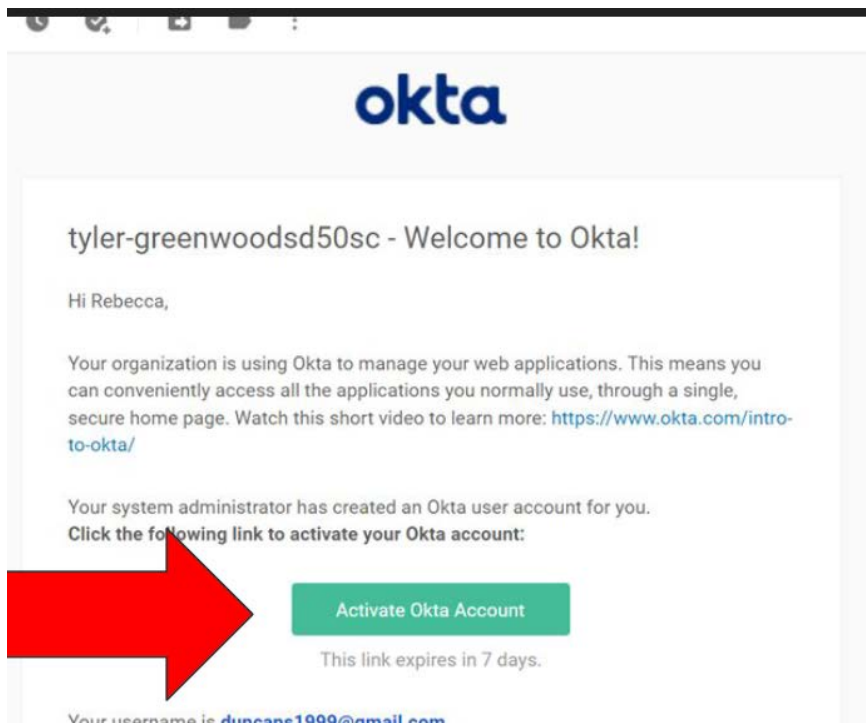 okta
tyler-greenwoodsd50sc - Welcome to Okta!
Hi Rebecca,
Your organization is using Okta to manage your web applications. This means you
can conveniently access all the applications you normally use, through a single,
secure home page. Watch this short video to learn more: https://www.okta.com/intro-
to-okta/
Your system administrator has created an Okta user account for you.
Click the following link to activate your Okta account:
Activate Okta Account
This link expires in 7 days.
Your username is duncans1999@gmail.com